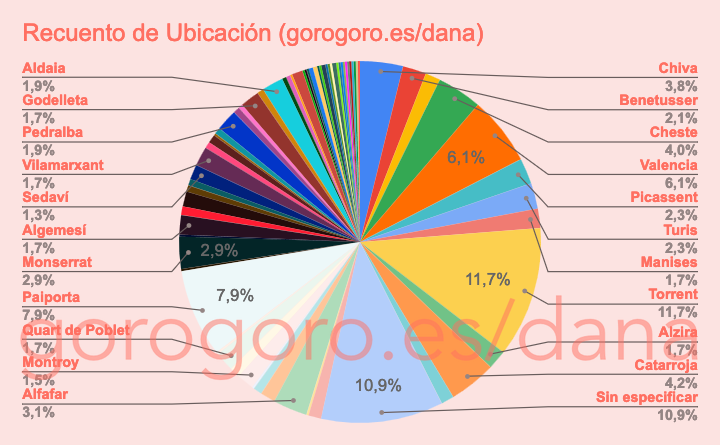 Recuento de Ubicación (gorogoro.es/dana)
Aldaia
1,9%
Godelleta
1,7%
Pedralba
1,9%
Vilamarxant
1,7%
Sedaví
1,3%
Algemesí
1,7%
Monserrat
2,9%
Paiporta
7,9%
Quart de Poblet
1,7%
Montroy
1,5%
Alfafar
3,1%
Chiva
3,8%
Benetusser
2,1%
Cheste
4,0%
Valencia
6,1%
Picassent
2,3%
Turis
2,3%
Manises
1,7%
Torrent
11,7%
Alzira
1,7%
Catarroja
4,2%
Sin especificar
10,9%
6,1%
11,7%
10,9%
7,9%
2,9%
gorogoro.es/dana